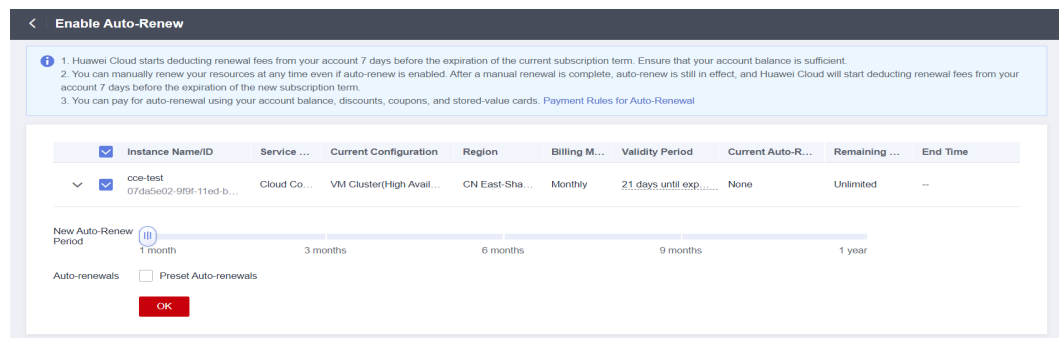 Enable Auto-Renew
1. Huawei Cloud starts deducting renewal fees from your account 7 days before the expiration of the current subscription term. Ensure that your account balance is sufficient.
2. You can manually renew your resources at any time even if auto-renew is enabled. After a manual renewal is complete, auto-renew is still in effect, and Huawei Cloud will start deducting renewal fees from your
account 7 days before the expiration of the new subscription term.
3. You can pay for auto-renewal using your account balance, discounts, coupons, and stored-value cards. Payment Rules for Auto-Renewal
Instance Name/ID Service ... Current Configuration Region Billing M... Validity Period Current Auto-R... Remaining ... End Time
cce-test
07da5e02-9f9f-11ed-b... Cloud Co... VM Cluster(High Avail... CN East-Sha... Monthly 21 days until exp... None Unlimited --
New Auto-Renew
Period
1 month 3 months 6 months 9 months 1 year
Auto-renewals Preset Auto-renewals
OK